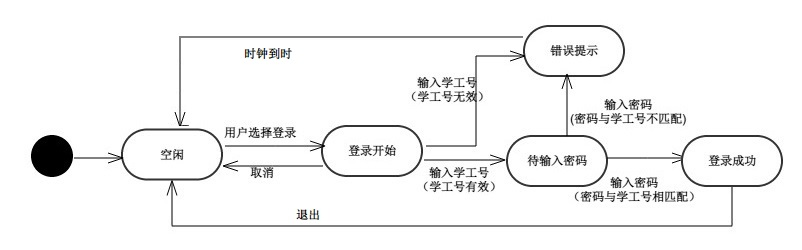 错误提示
时钟到时
输入学工号
（学工号无效）
输入密码
(密码与学工号不匹配)
用户选择登录
空闲
登录开始
待输入密码
登录成功
取消
输入学工号
（学工号有效）
输入密码
（密码与学工号相匹配）
退出